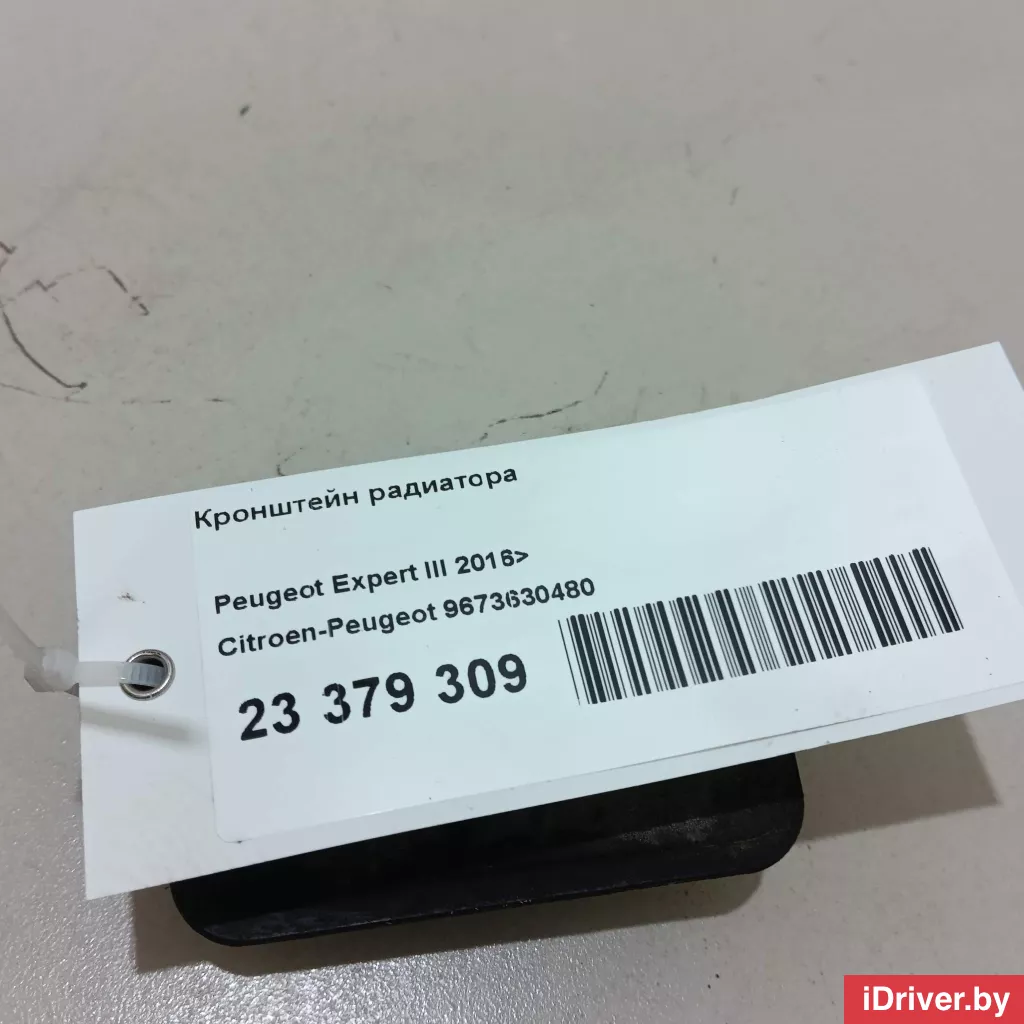 Кронштейн радиатора
Peugeot Expert III 2016>
Citroen-Peugeot 9673630480
23 379 309
iDriver.by